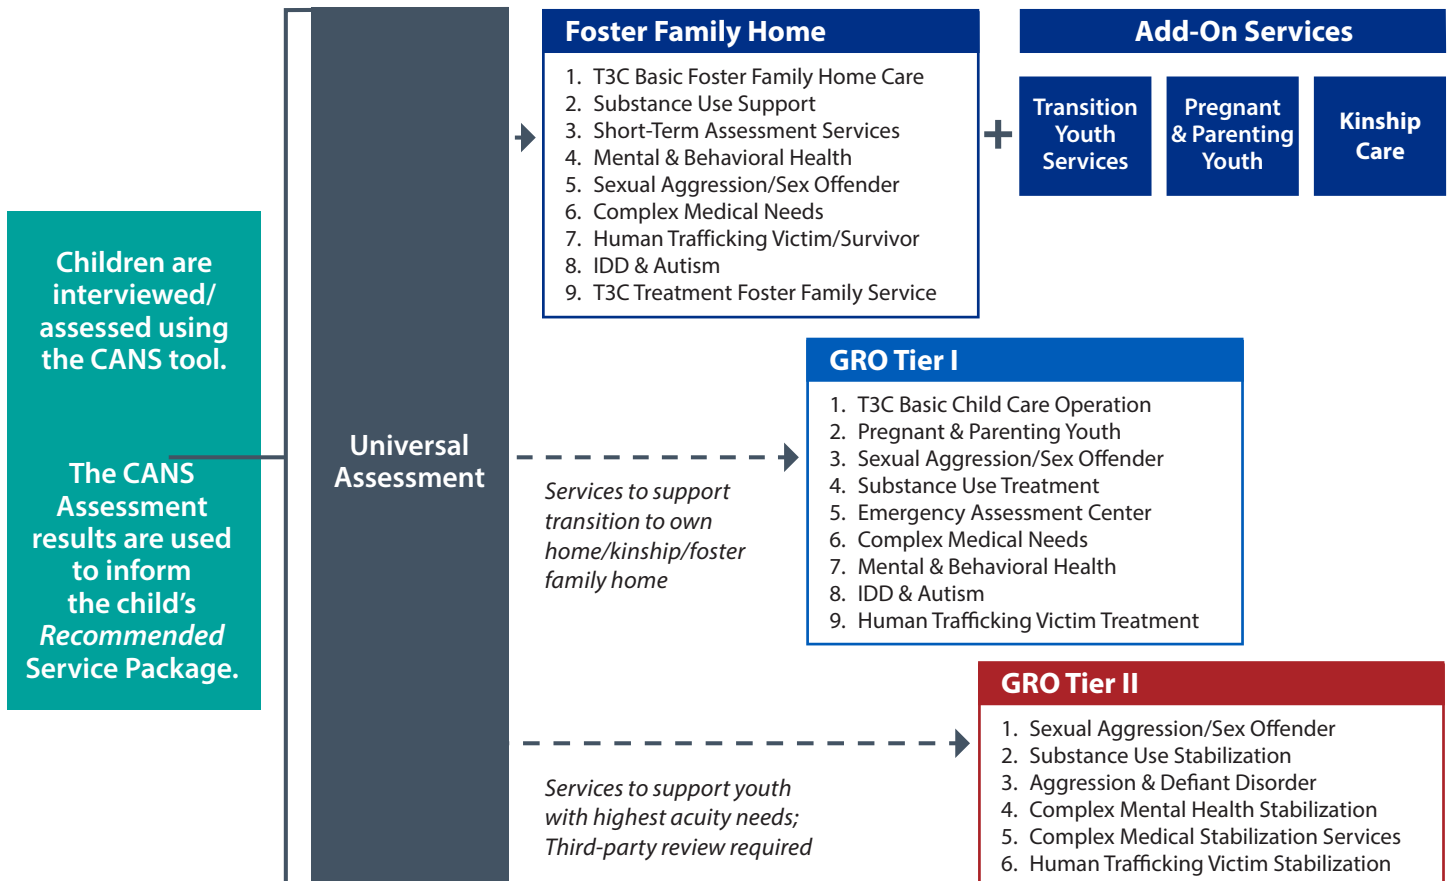 Children are
interviewed/
assessed using
the CANS tool.
The CANS
Assessment
results are used
to inform
the child's
Recommended
Service Package.
Universal
Assessment
Foster Family Home
1. T3C Basic Foster Family Home Care
2. Substance Use Support
3. Short-Term Assessment Services
4. Mental & Behavioral Health
5. Sexual Aggression/Sex Offender
6. Complex Medical Needs
7. Human Trafficking Victim/Survivor
8. IDD & Autism
9. T3C Treatment Foster Family Service
+
Add-On Services
Transition
Youth
Services
Pregnant
& Parenting
Youth
Kinship
Care
Services to support
transition to own
home/kinship/foster
family home
GRO Tier I
1. T3C Basic Child Care Operation
2. Pregnant & Parenting Youth
3. Sexual Aggression/Sex Offender
4. Substance Use Treatment
5. Emergency Assessment Center
6. Complex Medical Needs
7. Mental & Behavioral Health
8. IDD & Autism
9. Human Trafficking Victim Treatment
Services to support youth
with highest acuity needs;
Third-party review required
GRO Tier II
1. Sexual Aggression/Sex Offender
2. Substance Use Stabilization
3. Aggression & Defiant Disorder
4. Complex Mental Health Stabilization
5. Complex Medical Stabilization Services
6. Human Trafficking Victim Stabilization